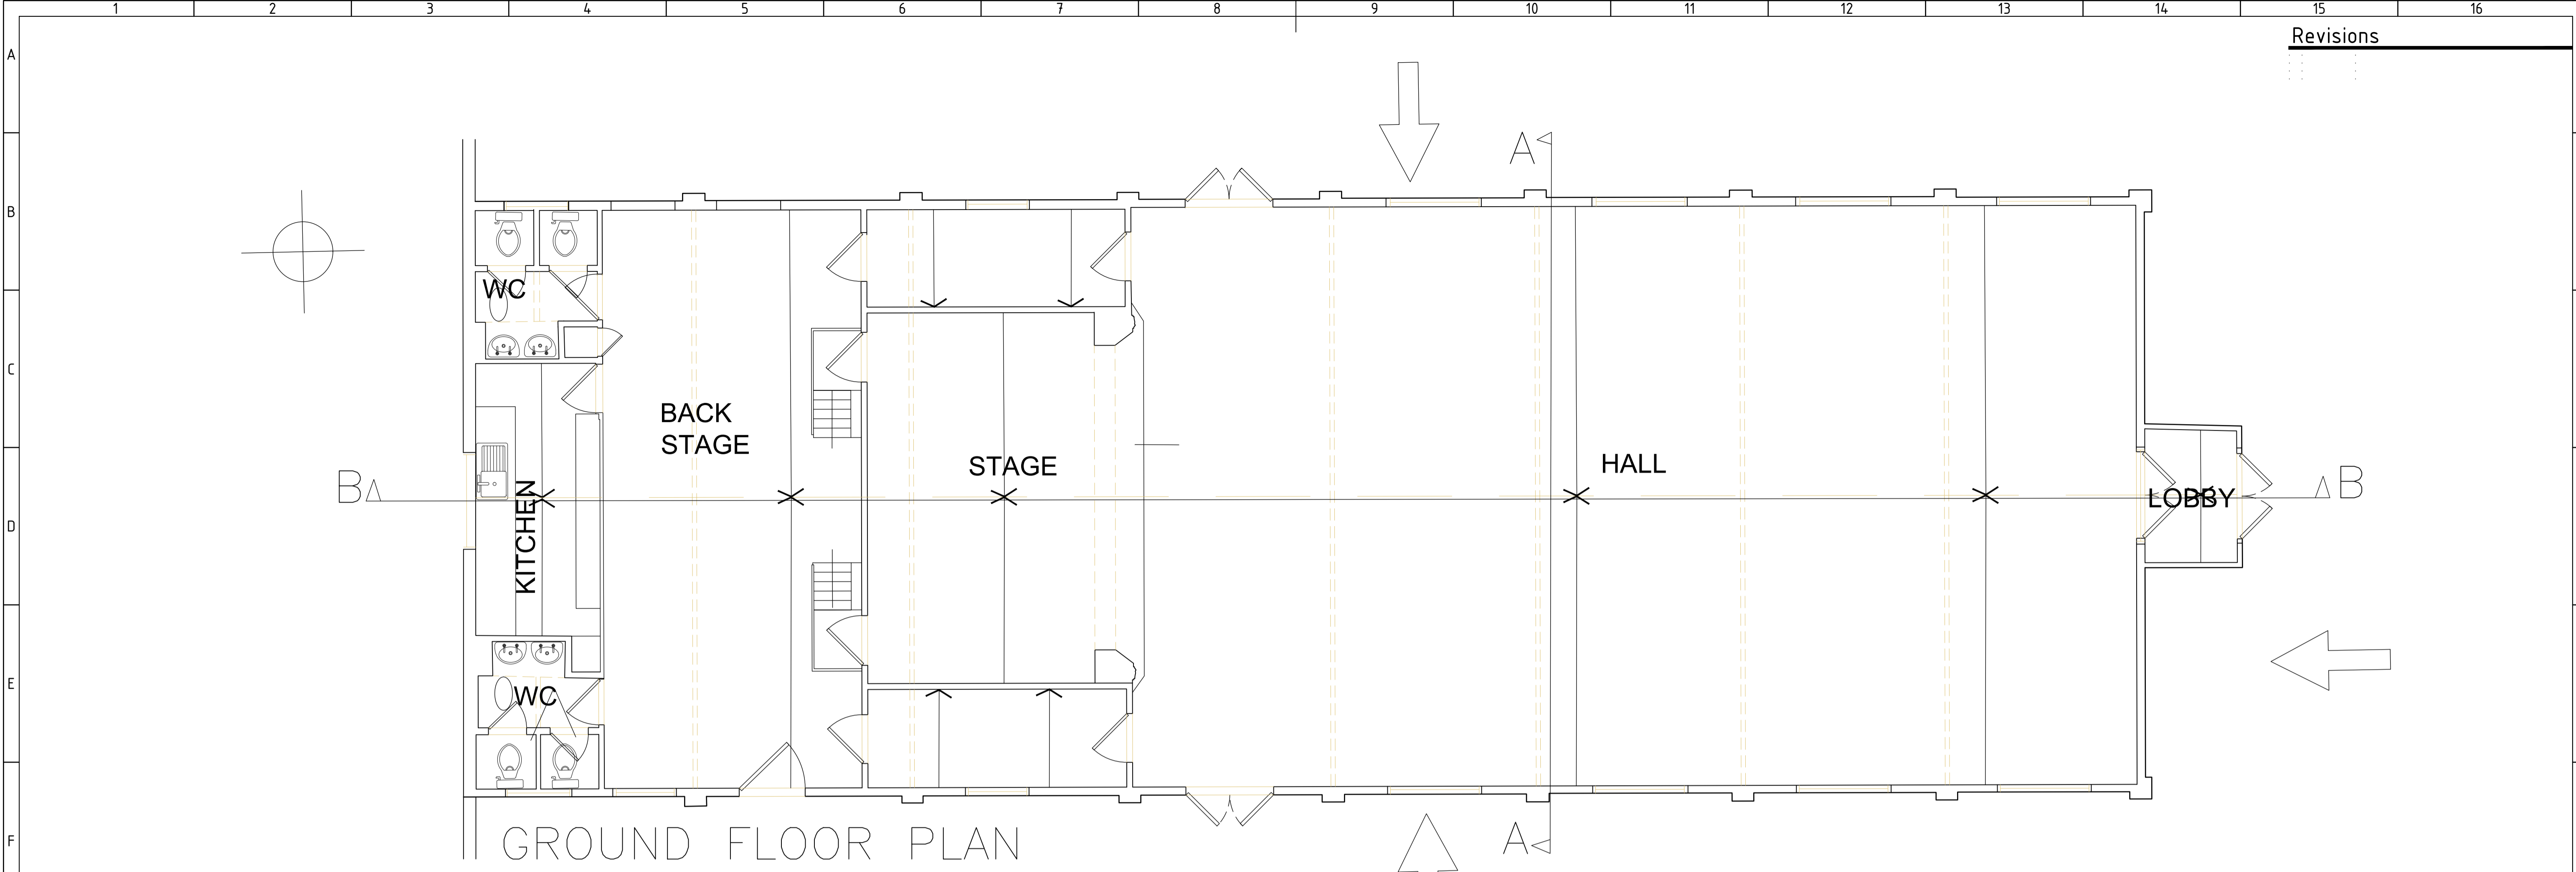 1 2 3 4 5 6 7 8 9 10 11 12 13 14 15 16
Revisions
A
A
B
WC
C
BACK
STAGE
STAGE
HALL
B
KITCHEN
LOBBY
B
D
E
WC
F
GROUND FLOOR PLAN
A